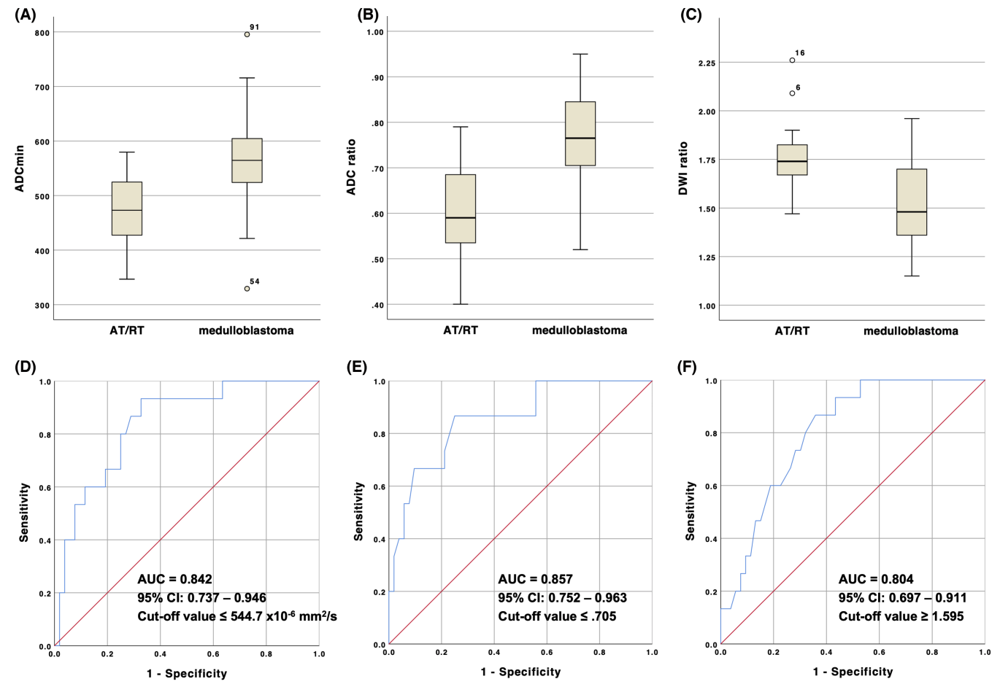 (A)
800
700
600
500
400
300
ADCmin
91
54
AT/RT medulloblastoma
(B)
1.00
.90
.80
.70
.60
.50
.40
ADC ratio
AT/RT medulloblastoma
(C)
2.25
2.00
1.75
1.50
1.25
1.00
DWI ratio
16
6
AT/RT medulloblastoma
(D)
1.0
0.8
0.6
0.4
0.2
0.0
Sensitivity
AUC = 0.842
95% CI: 0.737 – 0.946
Cut-off value ≤ 544.7 x10-6 mm2/s
0.0 0.2 0.4 0.6 0.8 1.0
1 - Specificity
(E)
1.0
0.8
0.6
0.4
0.2
0.0
Sensitivity
AUC = 0.857
95% CI: 0.752 – 0.963
Cut-off value ≤ .705
0.0 0.2 0.4 0.6 0.8 1.0
1 - Specificity
(F)
1.0
0.8
0.6
0.4
0.2
0.0
Sensitivity
AUC = 0.804
95% CI: 0.697 – 0.911
Cut-off value ≥ 1.595
0.0 0.2 0.4 0.6 0.8 1.0
1 - Specificity